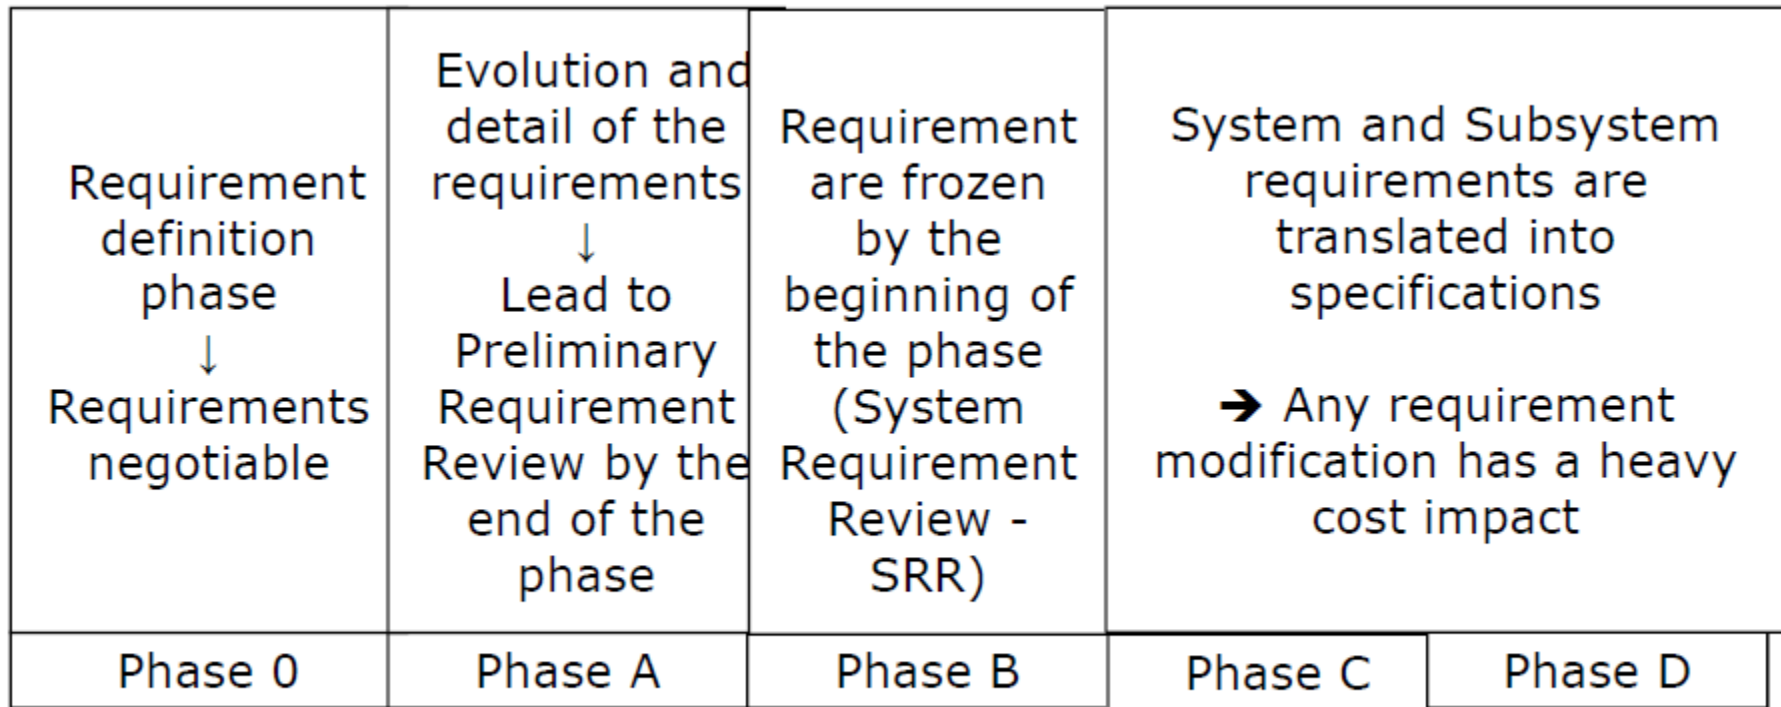 Requirement
definition
phase
↓
Requirements
negotiable
Evolution and
detail of the
requirements
↓
Lead to
Preliminary
Requirement
Review by the
end of the
phase
Requirement
are frozen
by the
beginning of
the phase
(System
Requirement
Review -
SRR)
System and Subsystem
requirements are
translated into
specifications
➔ Any requirement
modification has a heavy
cost impact
Phase 0
Phase A
Phase B
Phase C
Phase D